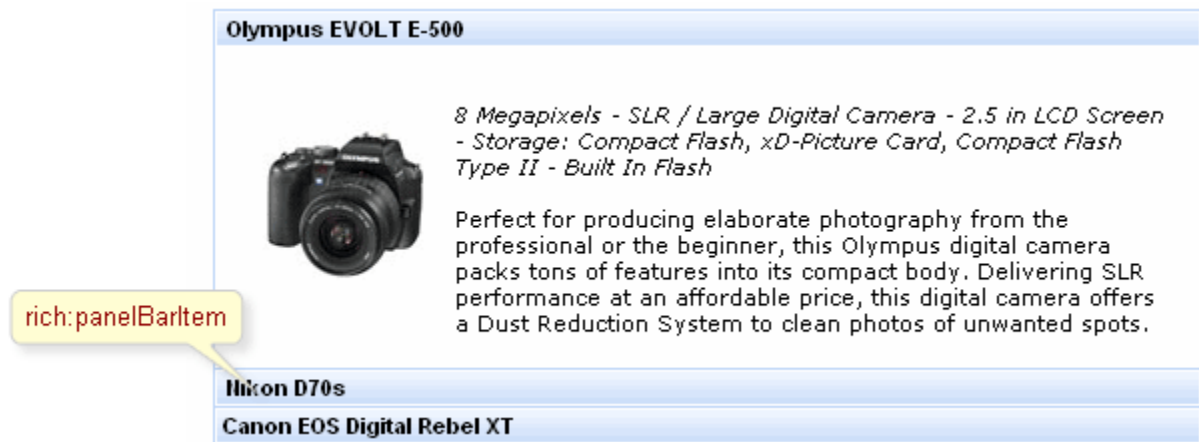 Olympus EVOLT E-500
8 Megapixels - SLR / Large Digital Camera - 2.5 in LCD Screen
- Storage: Compact Flash, xD-Picture Card, Compact Flash
Type II - Built In Flash
Perfect for producing elaborate photography from the
professional or the beginner, this Olympus digital camera
packs tons of features into its compact body. Delivering SLR
performance at an affordable price, this digital camera offers
a Dust Reduction System to clean photos of unwanted spots.
rich:panelBarItem
Nikon D70s
Canon EOS Digital Rebel XT
OLYMPUS